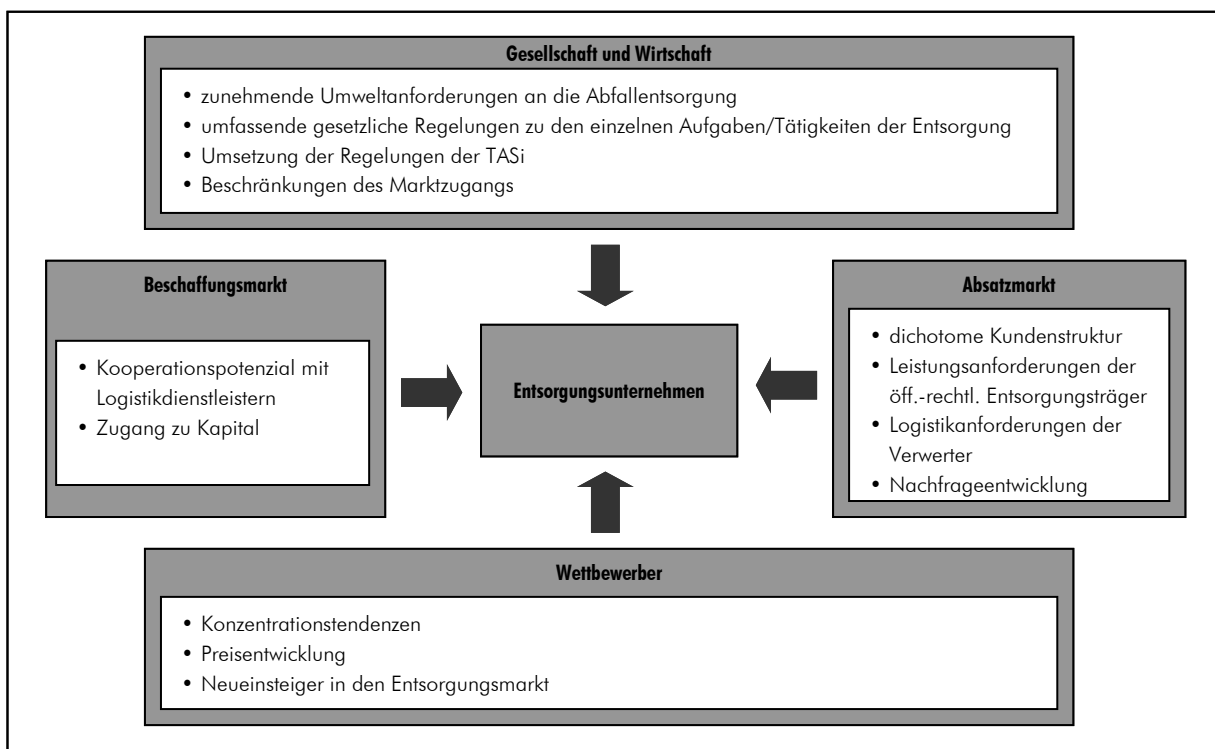 Gesellschaft und Wirtschaft
• zunehmende Umweltanforderungen an die Abfallentsorgung
• umfassende gesetzliche Regelungen zu den einzelnen Aufgaben/Tätigkeiten der Entsorgung
• Umsetzung der Regelungen der TASi
• Beschränkungen des Marktzugangs
Beschaffungsmarkt
• Kooperationspotenzial mit
Logistikdienstleistern
• Zugang zu Kapital
Entsorgungsunternehmen
Absatzmarkt
• dichotome Kundenstruktur
• Leistungsanforderungen der
öff.-rechtl. Entsorgungsträger
• Logistikanforderungen der
Verwerter
• Nachfrageentwicklung
Wettbewerber
• Konzentrationstendenzen
• Preisentwicklung
• Neueinsteiger in den Entsorgungsmarkt